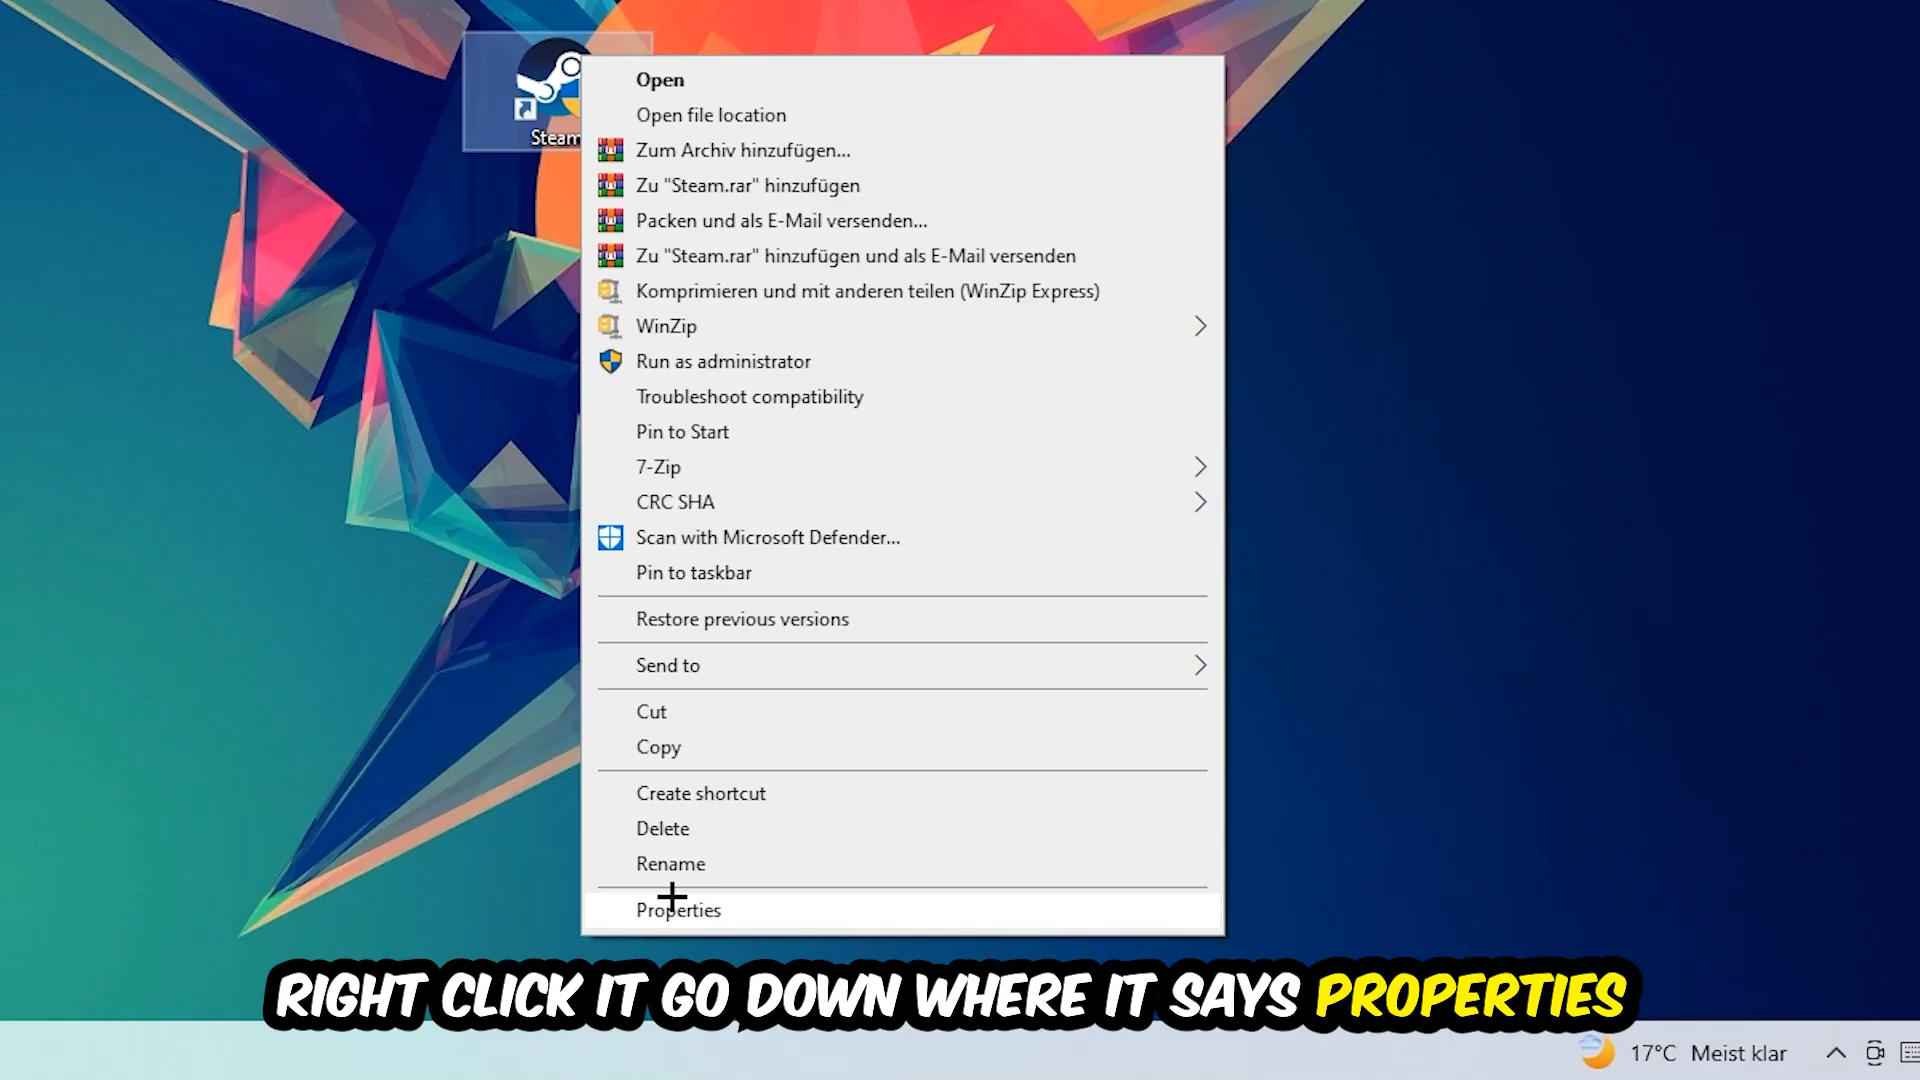 Steam
Open
Open file location
Zum Archiv hinzufügen...
Zu "Steam.rar" hinzufügen
Packen und als E-Mail versenden...
Zu "Steam.rar" hinzufügen und als E-Mail versenden
Komprimieren und mit anderen teilen (WinZip Express)
WinZip
Run as administrator
Troubleshoot compatibility
Pin to Start
7-Zip
CRC SHA
Scan with Microsoft Defender...
Pin to taskbar
Restore previous versions
Send to
Cut
Copy
Create shortcut
Delete
Rename
Properties
RIGHT CLICK IT GO DOWN WHERE IT SAYS PROPERTIES
17°C Meist klar